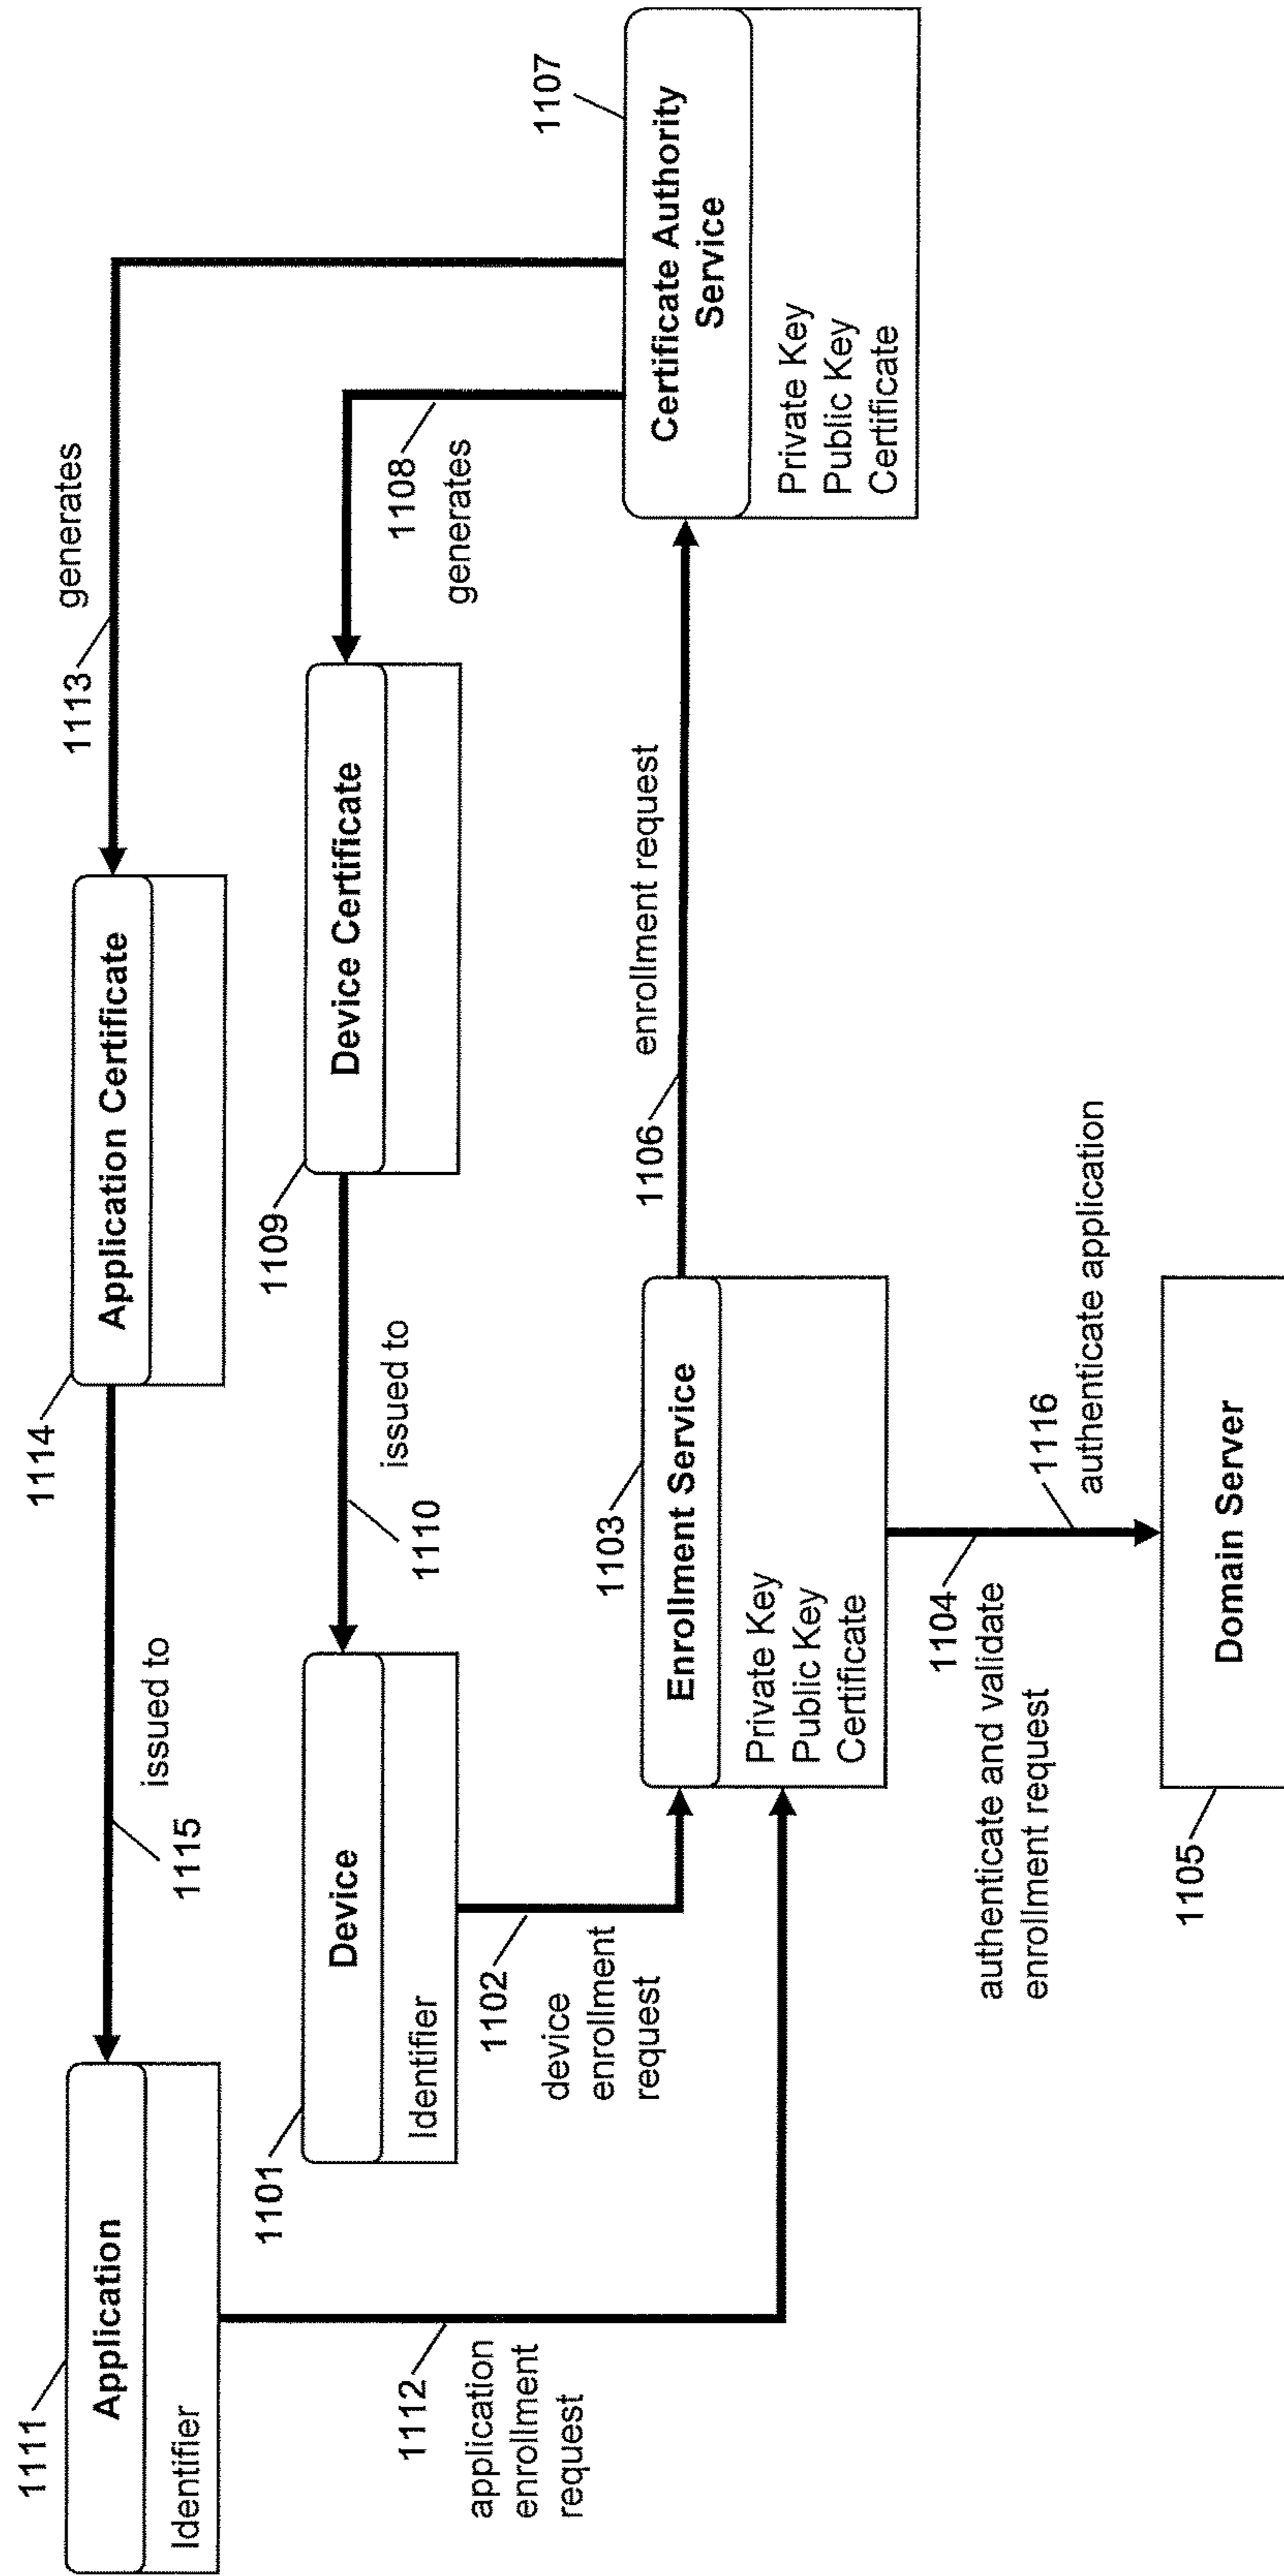 1111
Application
Identifier
1115
issued to
1114
Application Certificate
1113
generates
1101
Device
Identifier
1110
issued to
1109
Device Certificate
1108
generates
1112
application
enrollment
request
1102
device
enrollment
request
1103
Enrollment Service
Private Key
Public Key
Certificate
1106
enrollment request
1107
Certificate Authority
Service
Private Key
Public Key
Certificate
1104
authenticate and validate
enrollment request
1116
authenticate application
1105
Domain Server